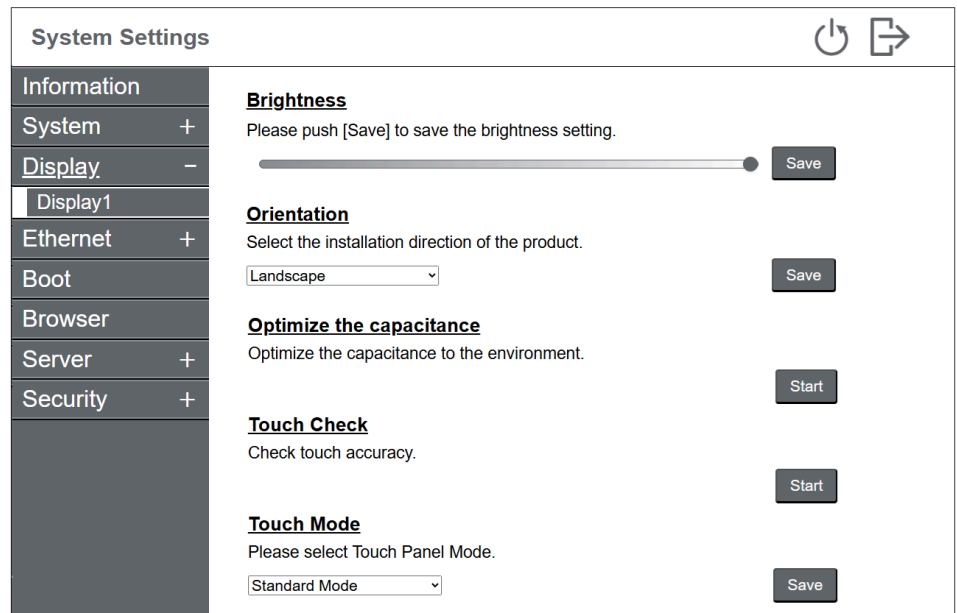 System Settings
Information
System +
Display −
Display1
Ethernet +
Boot
Browser
Server +
Security +
Brightness
Please push [Save] to save the brightness setting.
Save
Orientation
Select the installation direction of the product.
Landscape
Save
Optimize the capacitance
Optimize the capacitance to the environment.
Start
Touch Check
Check touch accuracy.
Start
Touch Mode
Please select Touch Panel Mode.
Standard Mode
Save